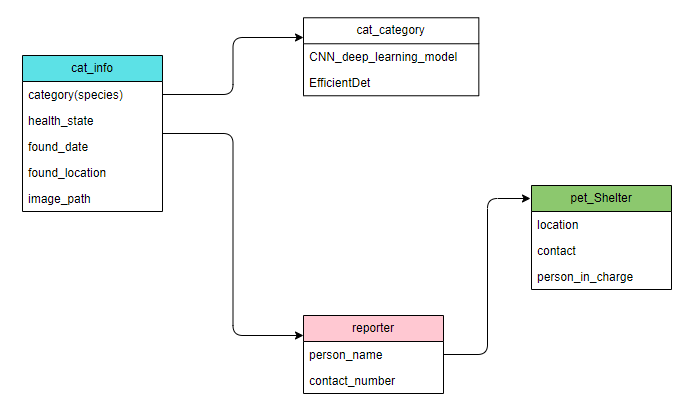 cat_category
CNN_deep_learning_model
EfficientDet
cat_info
category(species)
health_state
found_date
found_location
image_path
pet_Shelter
location
contact
person_in_charge
reporter
person_name
contact_number